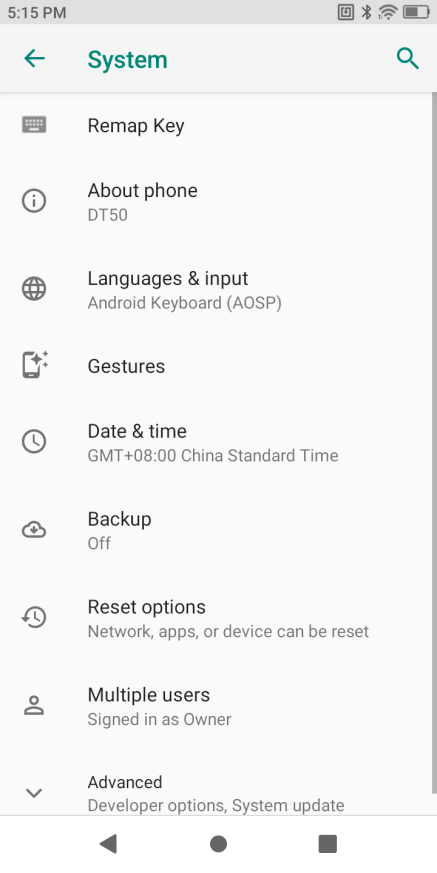 5:15 PM
System
Remap Key
About phone
DT50
Languages & input
Android Keyboard (AOSP)
Gestures
Date & time
GMT+08:00 China Standard Time
Backup
Off
Reset options
Network, apps, or device can be reset
Multiple users
Signed in as Owner
Advanced
Developer options, System update